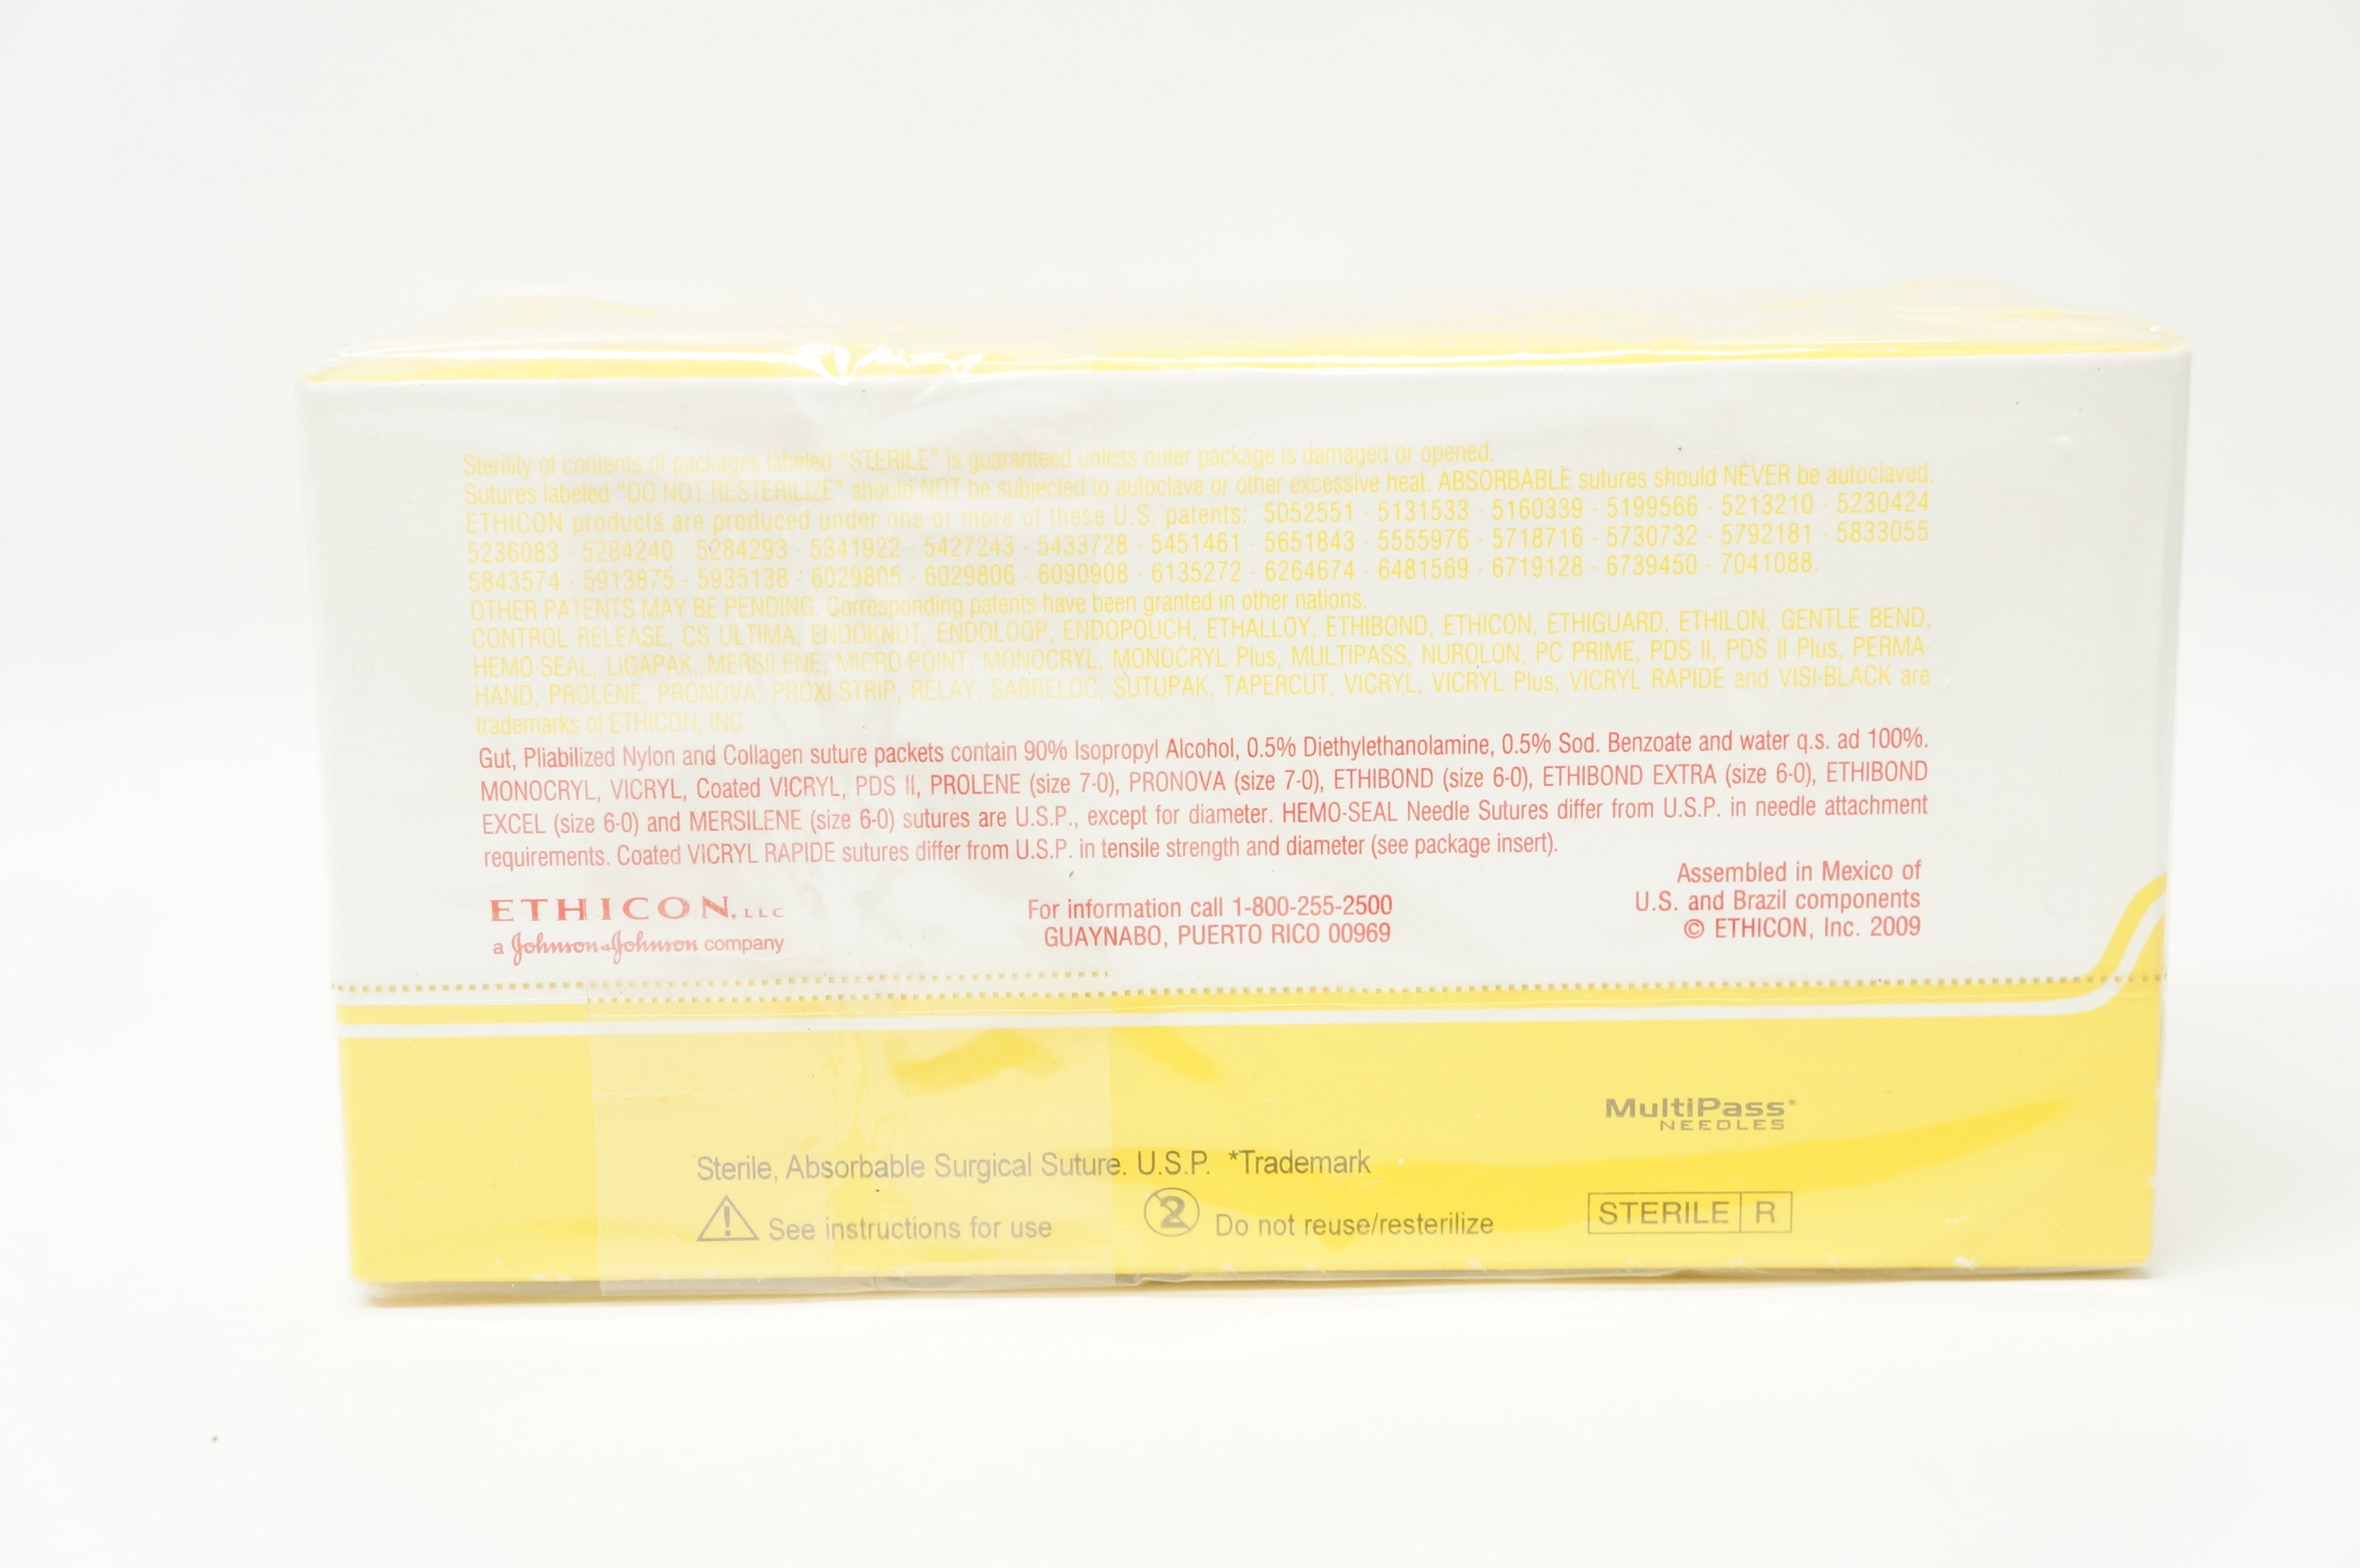 Sterility of contents of packages labeled "STERILE" is guaranteed unless outer package is damaged or opened.
Sutures labeled "DO NOT RESTERILIZE" should NOT be subjected to autoclave or other excessive heat. ABSORBABLE sutures should NEVER be autoclaved.
ETHICON products are produced under one or more of these U.S. patents: 5052551 · 5131533 · 5160339 · 5199566 · 5213210 · 5230424
5236083 · 5284240 · 5284293 · 5341922 · 5427243 · 5433728 · 5451461 · 5651843 · 5555976 · 5718716 · 5730732 · 5792181 · 5833055
5843574 · 5913875 · 5935138 · 6029805 · 6029806 · 6090908 · 6135272 · 6264674 · 6481569 · 6719128 · 6739450 · 7041088.
OTHER PATENTS MAY BE PENDING. Corresponding patents have been granted in other nations.
CONTROL RELEASE, CS ULTIMA, ENDOKNOT, ENDOLOOP, ENDOPOUCH, ETHALLOY, ETHIBOND, ETHICON, ETHIGUARD, ETHILON, GENTLE BEND,
HEMO-SEAL, LIGAPAK, MERSILENE, MICRO-POINT, MONOCRYL, MONOCRYL Plus, MULTIPASS, NUROLON, PC PRIME, PDS II, PDS II Plus, PERMA-
HAND, PROLENE, PRONOVA, PROXI-STRIP, RELAY, SABRELOC, SUTUPAK, TAPERCUT, VICRYL, VICRYL Plus, VICRYL RAPIDE and VISI-BLACK are
trademarks of ETHICON, INC.
Gut, Pliabilized Nylon and Collagen suture packets contain 90% Isopropyl Alcohol, 0.5% Diethylethanolamine, 0.5% Sod. Benzoate and water q.s. ad 100%.
MONOCRYL, VICRYL, Coated VICRYL, PDS II, PROLENE (size 7-0), PRONOVA (size 7-0), ETHIBOND (size 6-0), ETHIBOND EXTRA (size 6-0), ETHIBOND
EXCEL (size 6-0) and MERSILENE (size 6-0) sutures are U.S.P., except for diameter. HEMO-SEAL Needle Sutures differ from U.S.P. in needle attachment
requirements. Coated VICRYL RAPIDE sutures differ from U.S.P. in tensile strength and diameter (see package insert).
ETHICON, LLC
a Johnson & Johnson company
For information call 1-800-255-2500
GUAYNABO, PUERTO RICO 00969
Assembled in Mexico of
U.S. and Brazil components
© ETHICON, Inc. 2009
MultiPass*
NEEDLES
Sterile, Absorbable Surgical Suture. U.S.P. *Trademark
See instructions for use
2 Do not reuse/resterilize
STERILE R